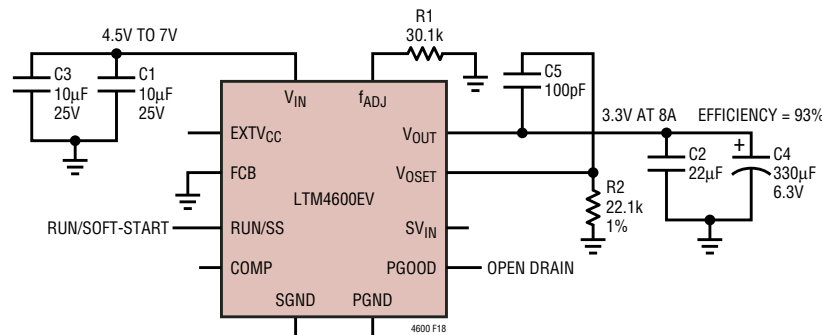 4.5V TO 7V
R1
30.1k
C3
10µF
25V
C1
10µF
25V
C5
100pF
VIN
fADJ
EXTVCC
VOUT
3.3V AT 8A
EFFICIENCY = 93%
FCB
VOSET
+
C2
22µF
C4
330µF
6.3V
LTM4600EV
R2
22.1k
1%
RUN/SOFT-START
RUN/SS
SVIN
COMP
PGOOD
OPEN DRAIN
SGND
PGND
4600 F18